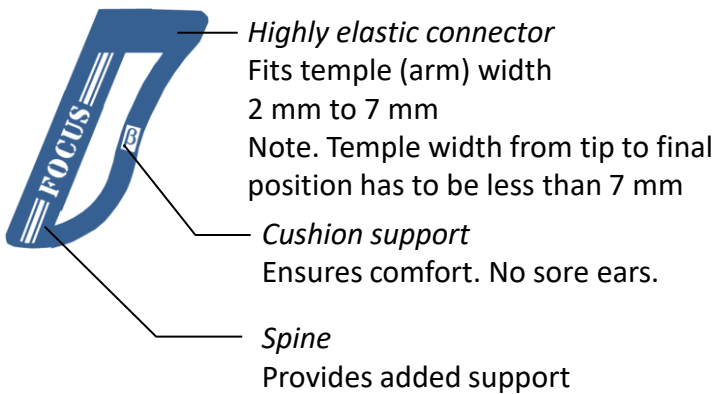 Highly elastic connector
Fits temple (arm) width
2 mm to 7 mm
Note. Temple width from tip to final
position has to be less than 7 mm
FOCUS
β
Cushion support
Ensures comfort. No sore ears.
Spine
Provides added support